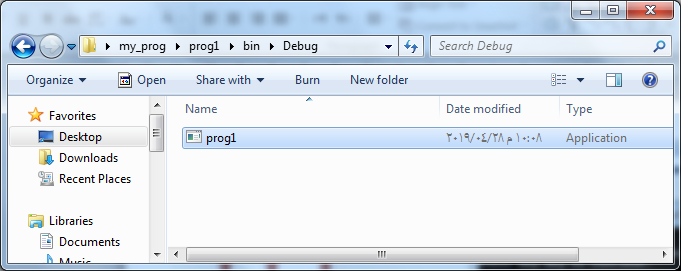 my_prog prog1 bin Debug
Search Debug
Organize Open Share with Burn New folder
Name Date modified Type
Favorites
Desktop
Downloads
Recent Places
Libraries
Documents
Music
prog1 ٢٠١٩/٠٤/٢٨ م ١٠:٠٨ Application